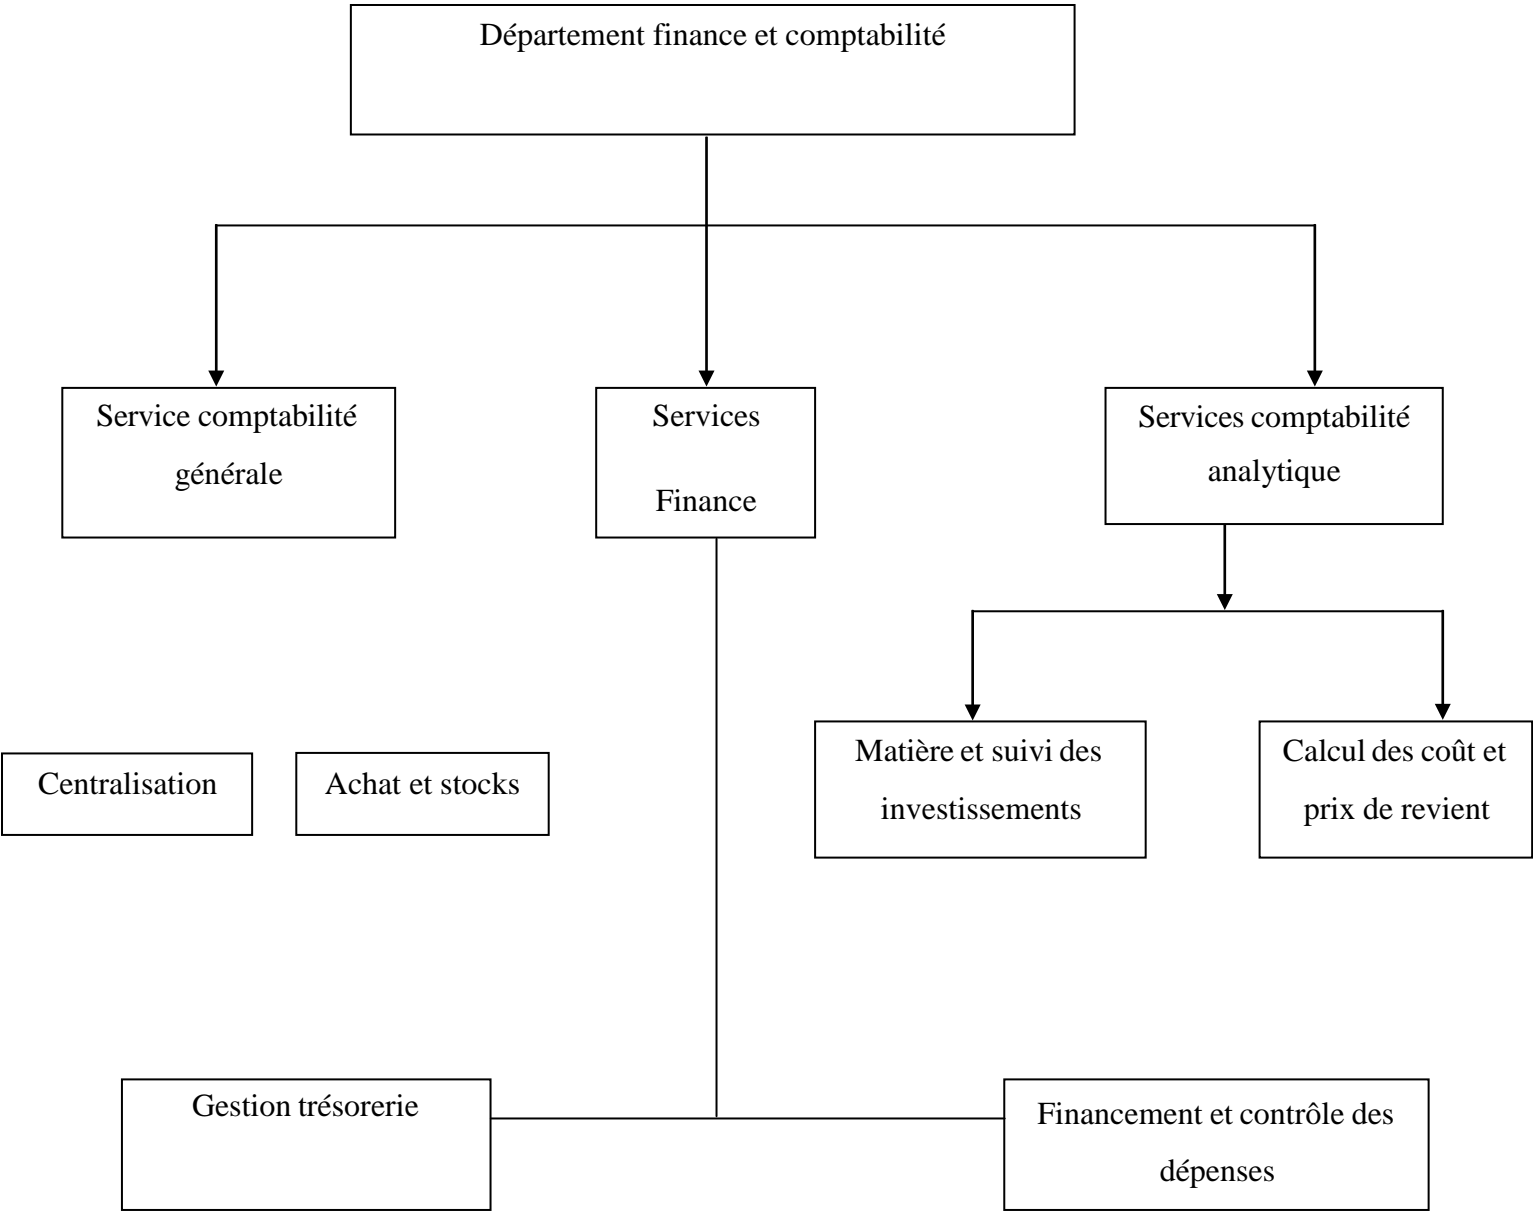 Département finance et comptabilité
Service comptabilité
générale
Services
Finance
Services comptabilité
analytique
Centralisation
Achat et stocks
Matière et suivi des
investissements
Calcul des coût et
prix de revient
Gestion trésorerie
Financement et contrôle des
dépenses